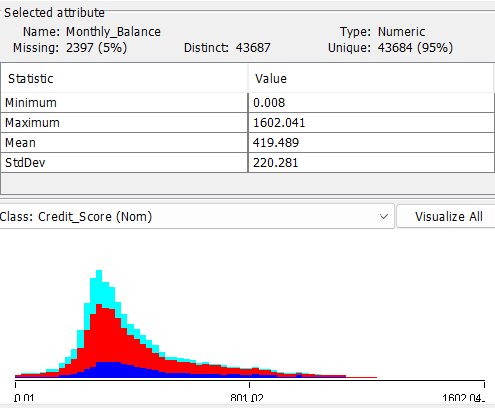 Selected attribute
Name: Monthly_Balance Type: Numeric
Missing: 2397 (5%) Distinct: 43687 Unique: 43684 (95%)
Statistic Value
Minimum 0.008
Maximum 1602.041
Mean 419.489
StdDev 220.281
Class: Credit_Score (Nom) Visualize All
0.01 801.02 1602.04